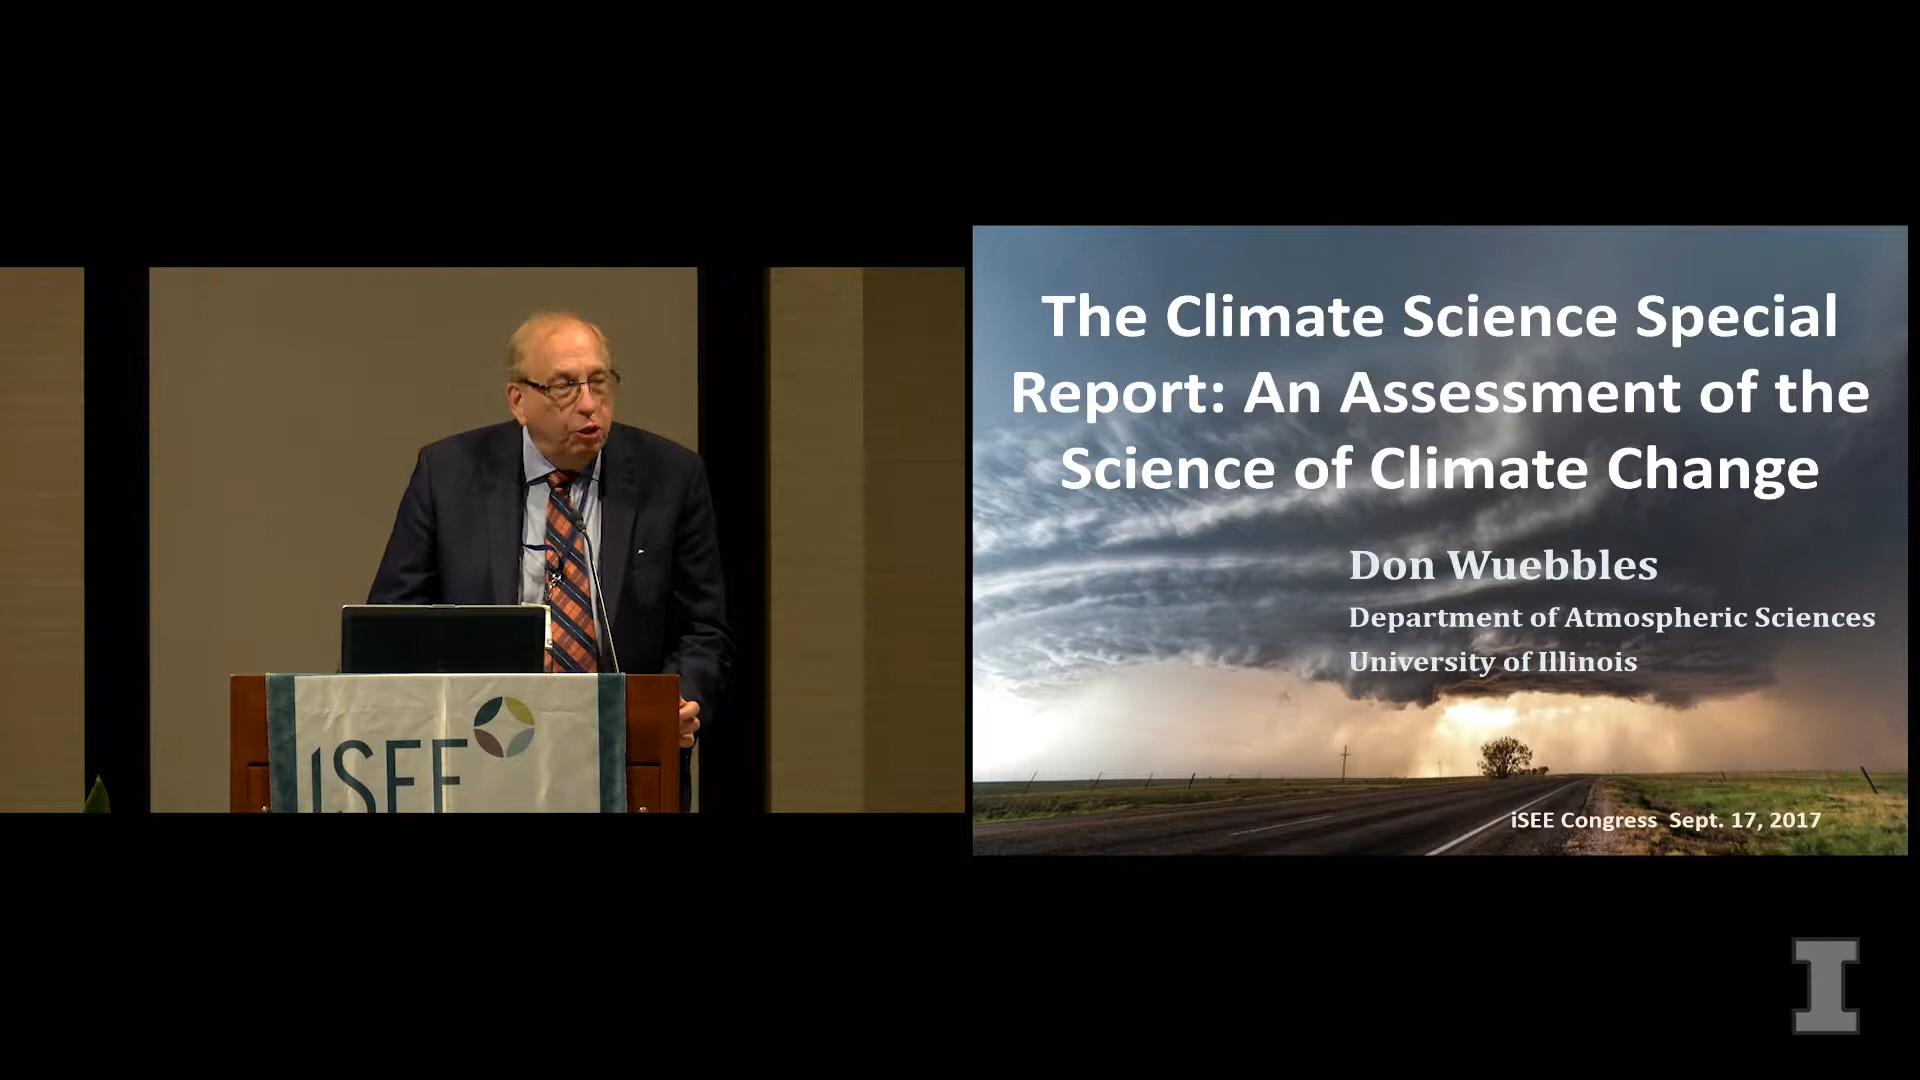 The Climate Science Special
Report: An Assessment of the
Science of Climate Change
Don Wuebbles
Department of Atmospheric Sciences
University of Illinois
iSEE Congress Sept. 17, 2017
iSEE
I